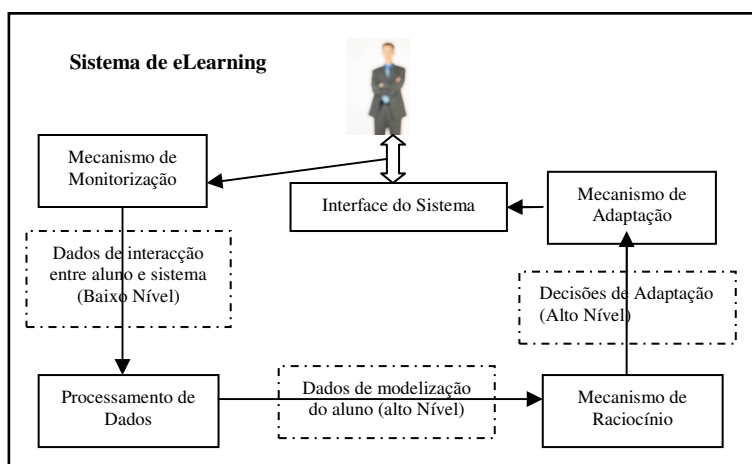 Sistema de eLearning
Mecanismo de
Monitorização
Interface do Sistema
Mecanismo de
Adaptação
Dados de interacção
entre aluno e sistema
(Baixo Nível)
Decisões de Adaptação
(Alto Nível)
Processamento de
Dados
Dados de modelização
do aluno (alto Nível)
Mecanismo de
Raciocínio